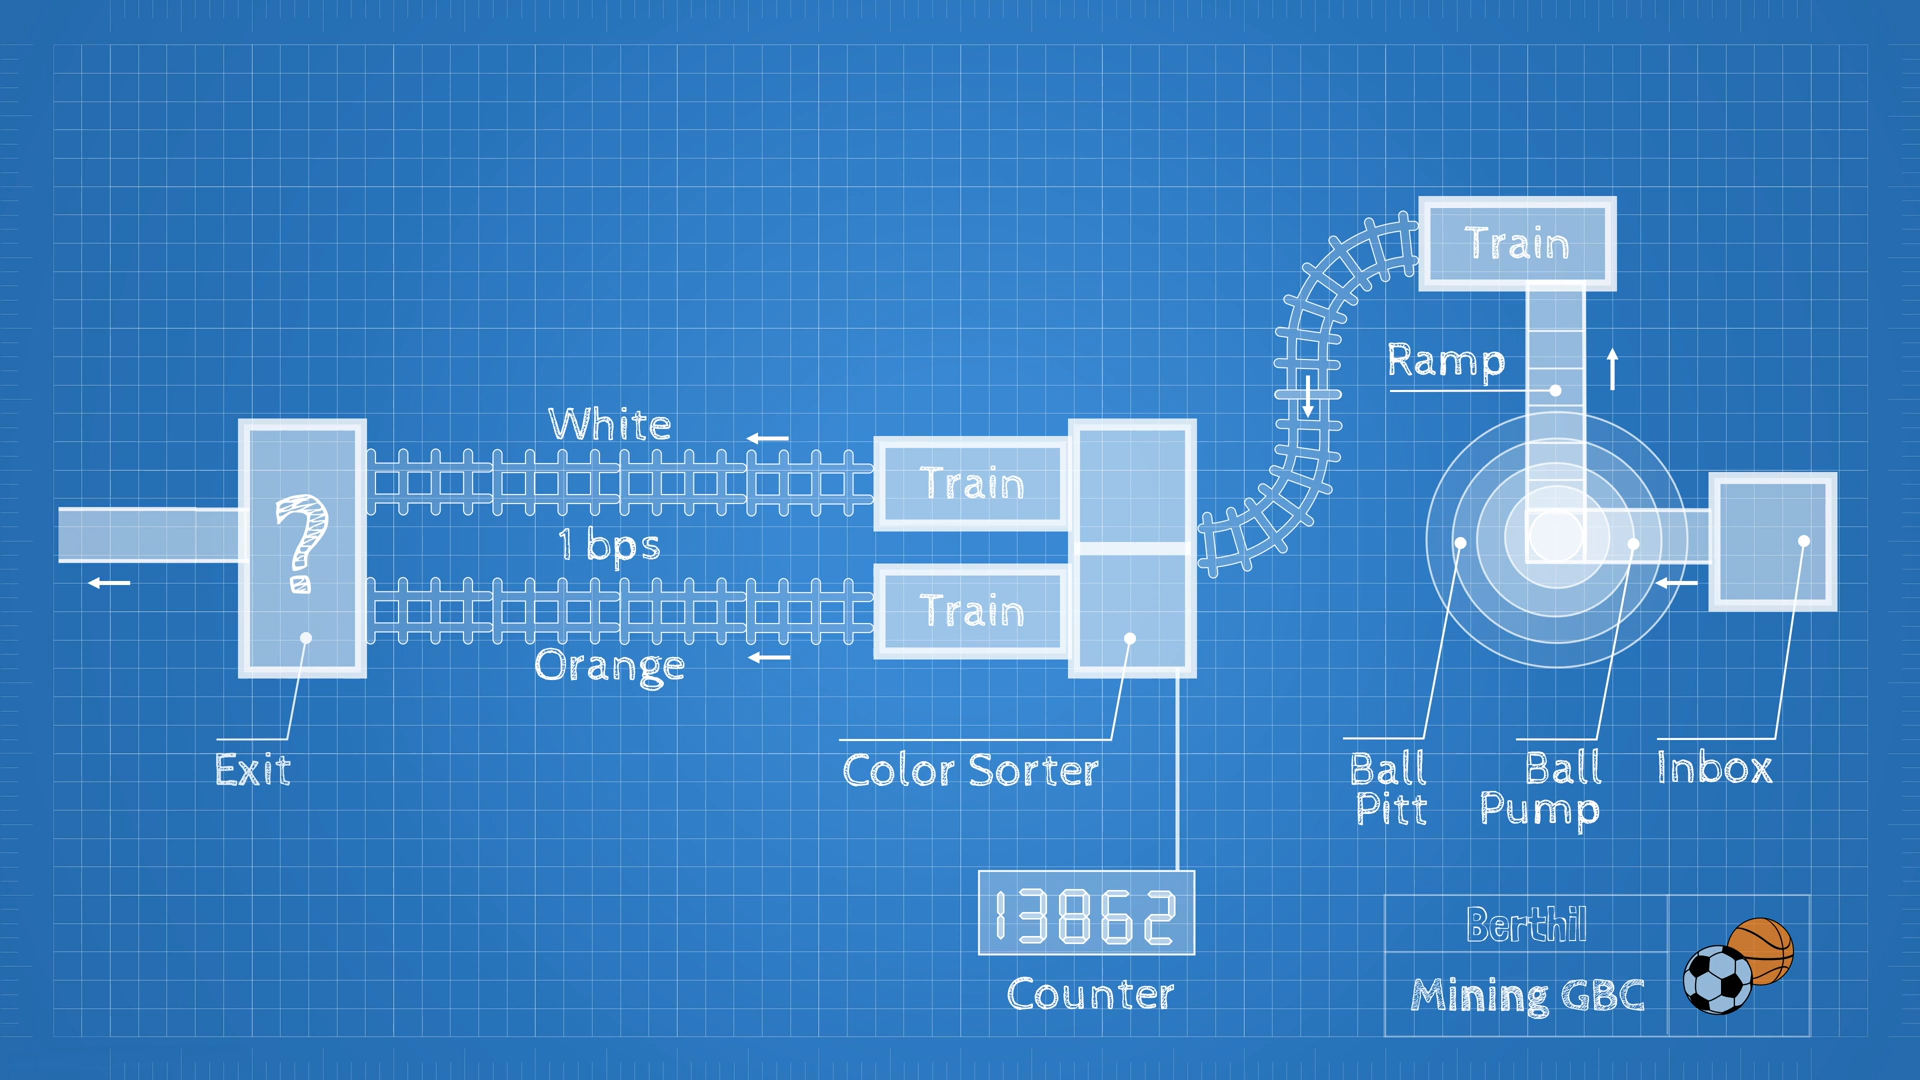 Train
Ramp
White
Train
1 bps
?
Train
Orange
Exit
Color Sorter
Ball
Pitt
Ball
Pump
Inbox
13862
Counter
Berthil
Mining GBC